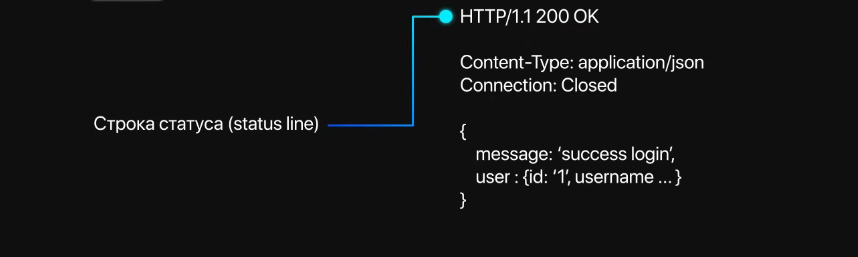 HTTP/1.1 200 OK
Content-Type: application/json
Connection: Closed
Строка статуса (status line)
{
message: ‘success login’,
user : {id: ‘1’, username ... }
}